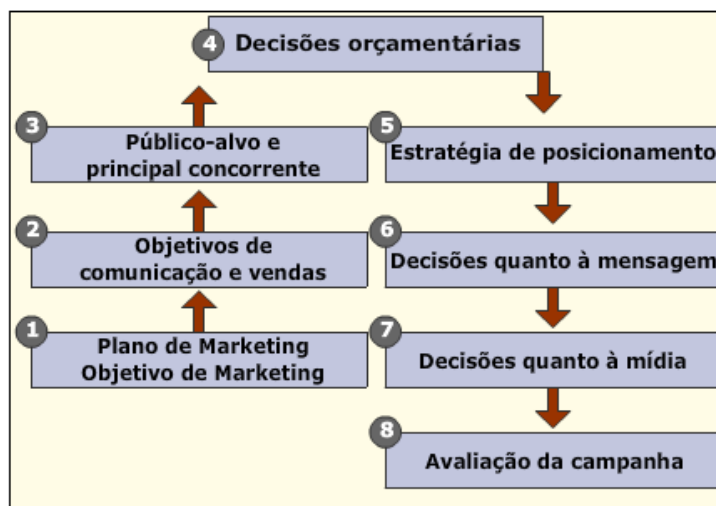 4
Decisões orçamentárias
3
Público-alvo e
principal concorrente
5
Estratégia de posicionamento
2
Objetivos de
comunicação e vendas
6
Decisões quanto à mensagem
1
Plano de Marketing
Objetivo de Marketing
7
Decisões quanto à mídia
8
Avaliação da campanha